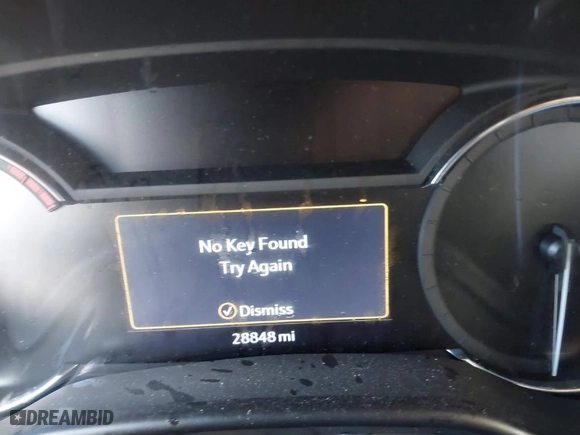 No Key Found
Try Again
Dismiss
28848 mi
DREAMBID